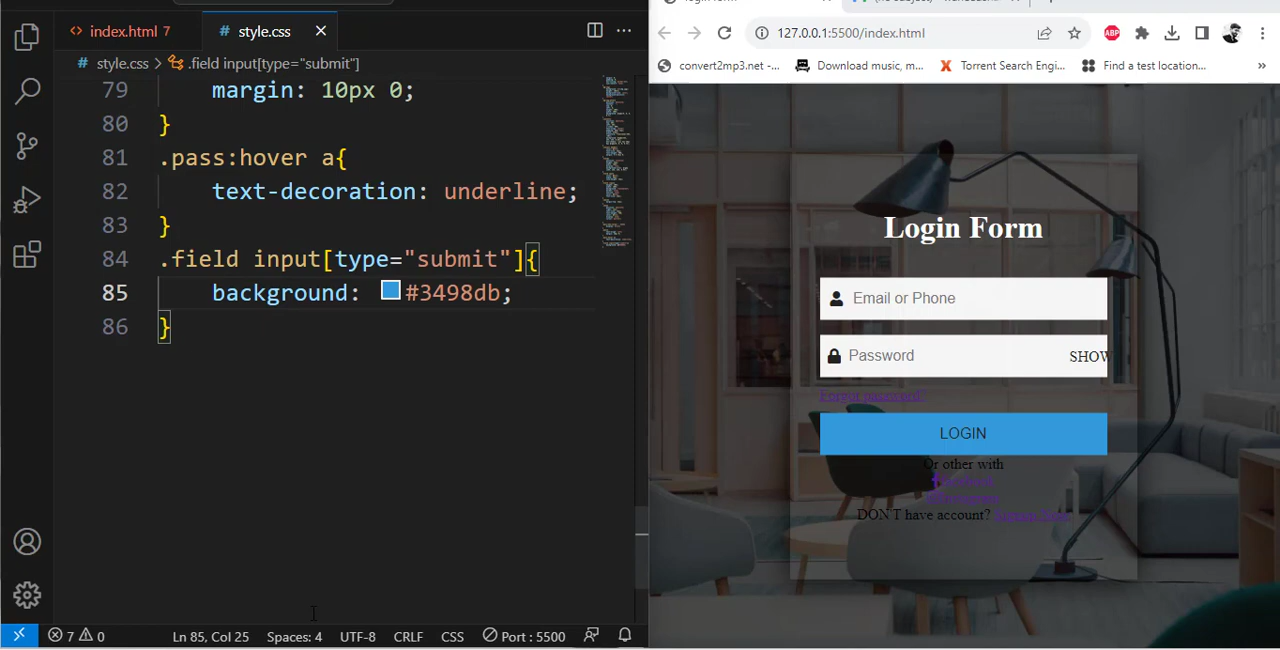 index.html 7
style.css
style.css > .field input[type="submit"]
79 margin: 10px 0;
80 }
81 .pass:hover a{
82 text-decoration: underline;
83 }
84 .field input[type="submit"]{
85 background: #3498db;
86 }
7 0
Ln 85, Col 25
Spaces: 4
UTF-8
CRLF
CSS
Port : 5500
127.0.0.1:5500/index.html
ABP
convert2mp3.net -...
Download music, m...
Torrent Search Engi...
Find a test location...
»
Login Form
Email or Phone
Password
SHOW
Forgot password?
LOGIN
Or other with
DON'T have account?